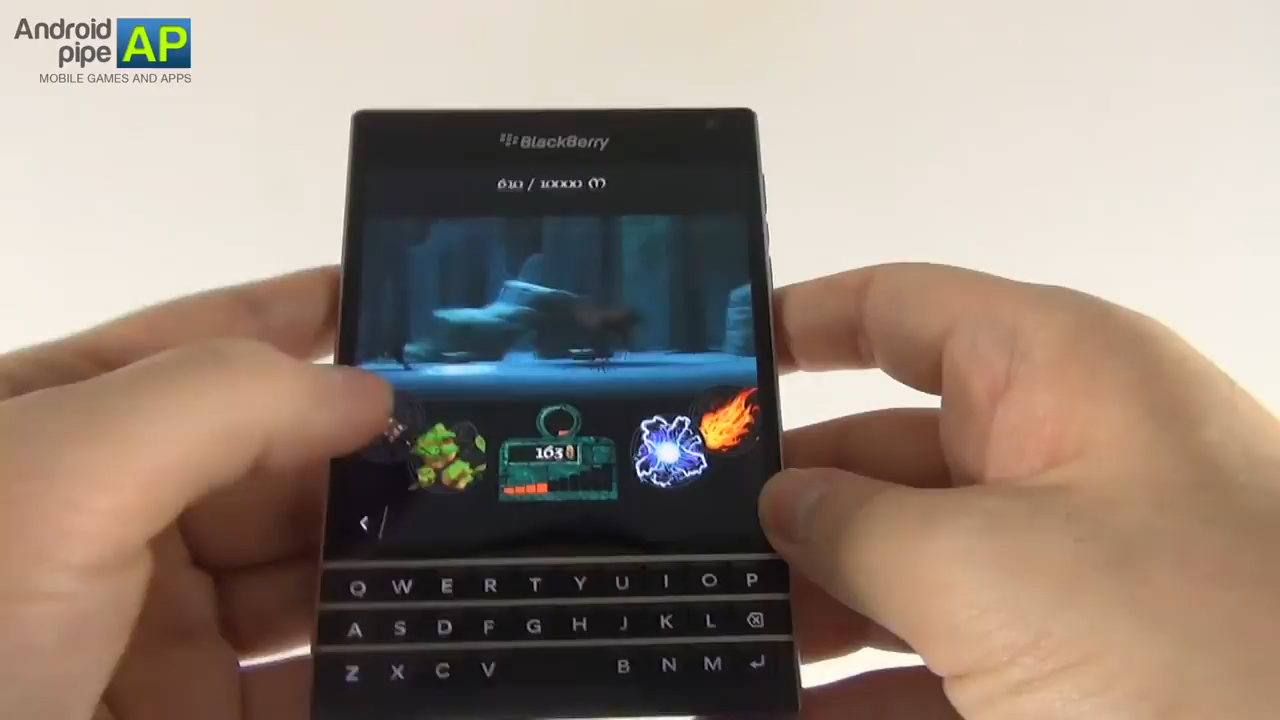 Android
pipe AP
MOBILE GAMES AND APPS
BlackBerry
610 / 10000
163
Q W E R T Y U I O P
A S D F G H J K L
Z X C V B N M